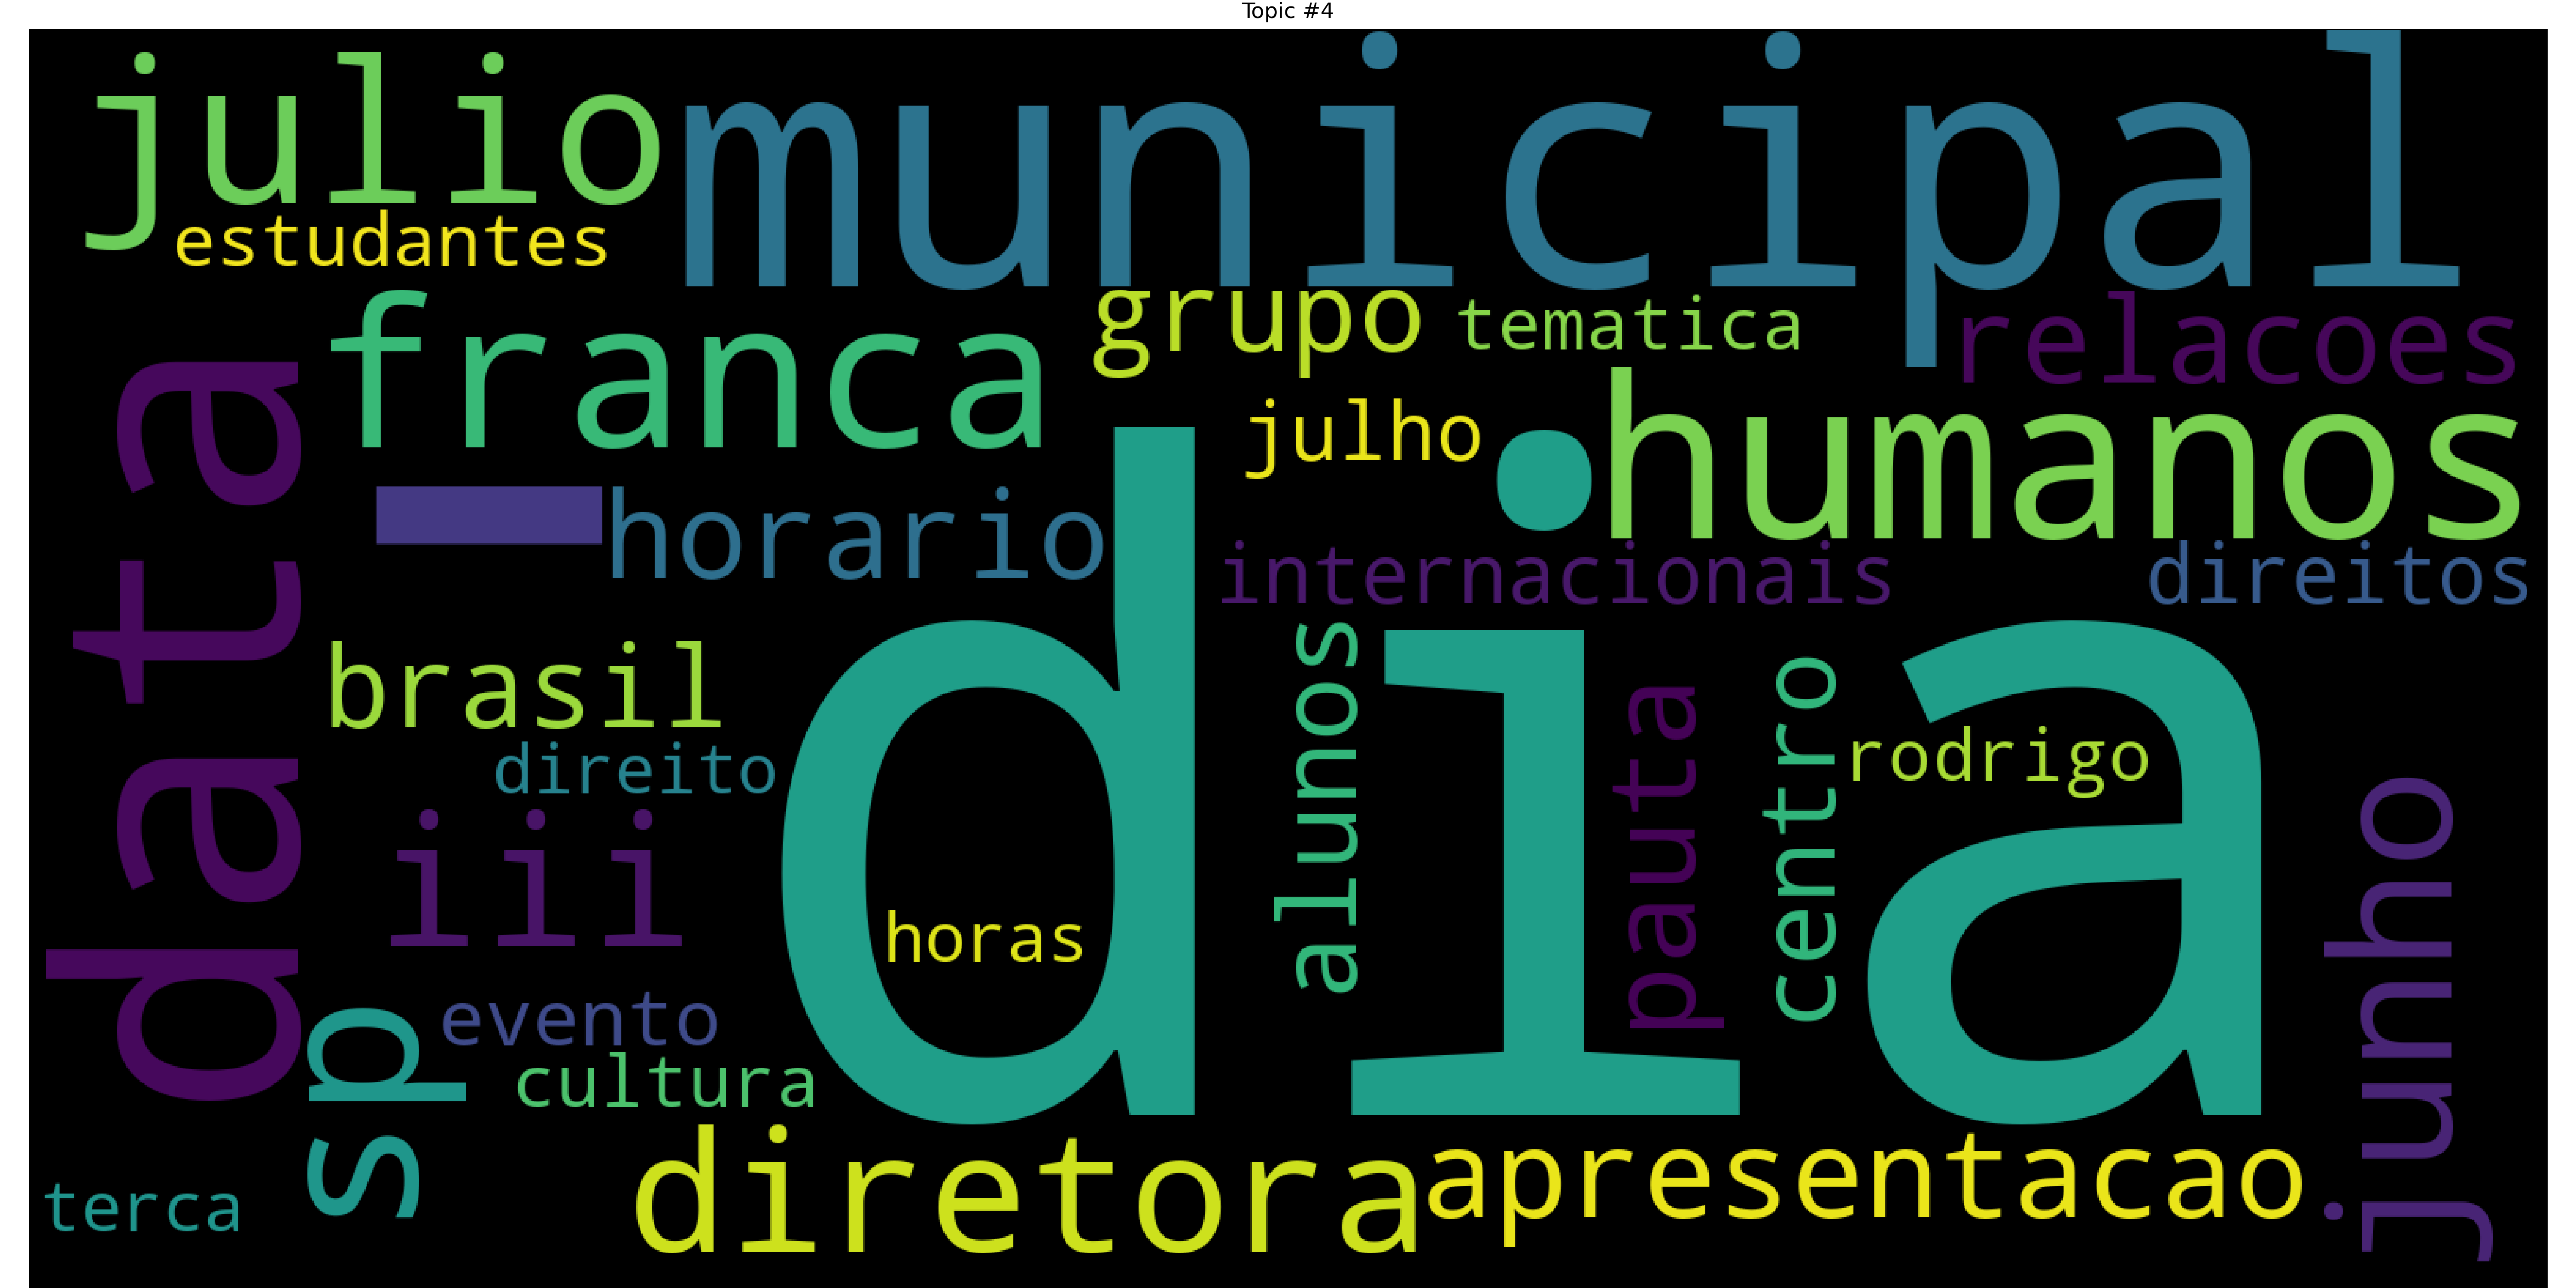 Topic #4
julio
municipal
estudantes
franca
grupo
tematica
relacoes
data
julho
humanos
horario
dia
internacionais
direitos
brasil
alunos
pauta
centro
direito
rodrigo
iii
horas
junho
sp
evento
cultura
diretora
apresentacao
terca